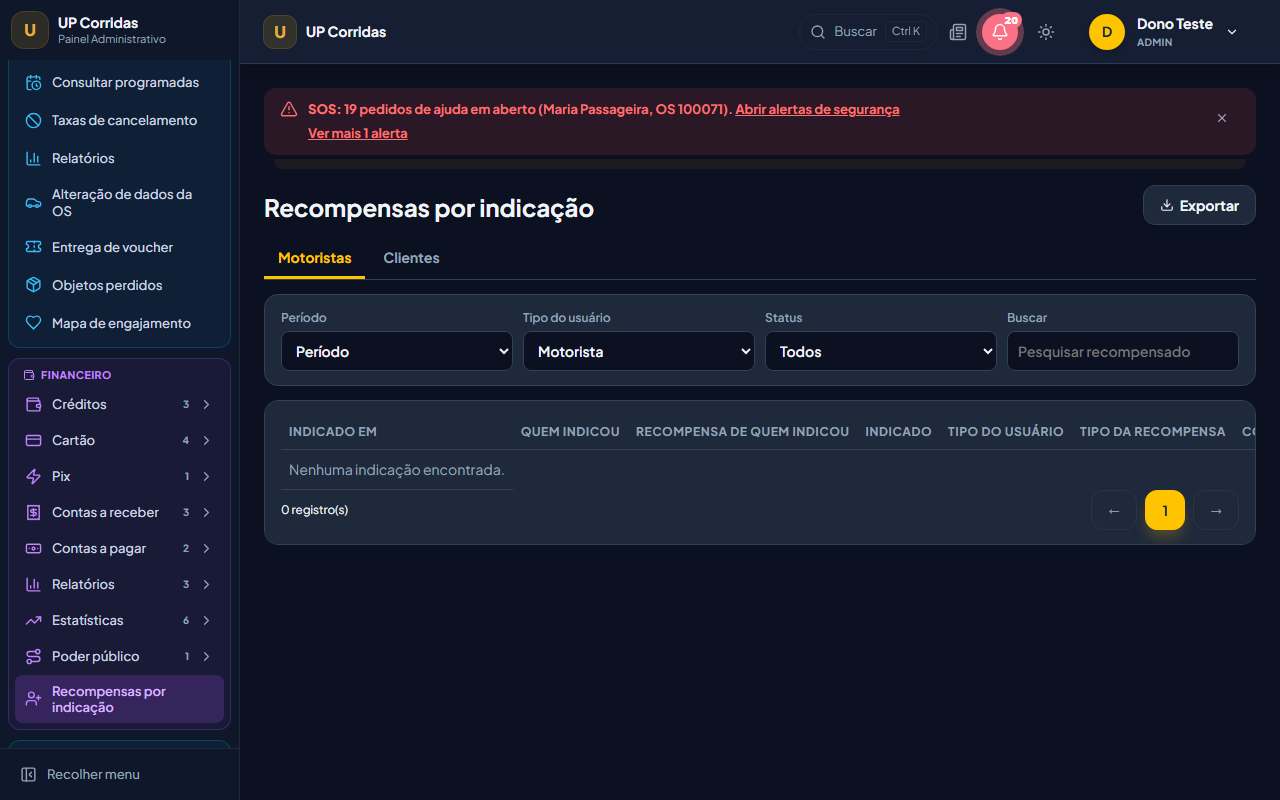 U
UP Corridas
Painel Administrativo
Consultar programadas
Taxas de cancelamento
Relatórios
Alteração de dados da
OS
Entrega de voucher
Objetos perdidos
Mapa de engajamento
FINANCEIRO
Créditos 3
Cartão 4
Pix 1
Contas a receber 3
Contas a pagar 2
Relatórios 3
Estatísticas 6
Poder público 1
Recompensas por
indicação
Recolher menu
U UP Corridas
Buscar Ctrl K
20
D
Dono Teste
ADMIN
SOS: 19 pedidos de ajuda em aberto (Maria Passageira, OS 100071). Abrir alertas de segurança
Ver mais 1 alerta
Recompensas por indicação
Exportar
Motoristas Clientes
Período Tipo do usuário Status Buscar
Período Motorista Todos Pesquisar recompensado
INDICADO EM QUEM INDICOU RECOMPENSA DE QUEM INDICOU INDICADO TIPO DO USUÁRIO TIPO DA RECOMPENSA
Nenhuma indicação encontrada.
0 registro(s)
← 1 →